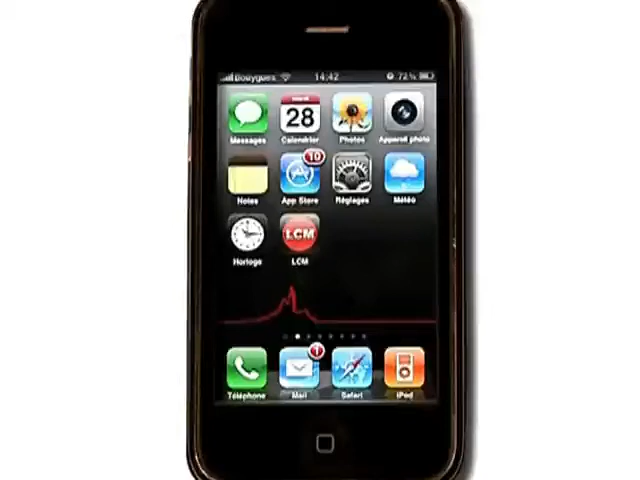 Bouygues 14:42 72 %
28
Messages Calendrier Photos Appareil photo
10
Notes App Store Réglages Météo
LCM
Horloge LCM
1
Téléphone Mail Safari iPod